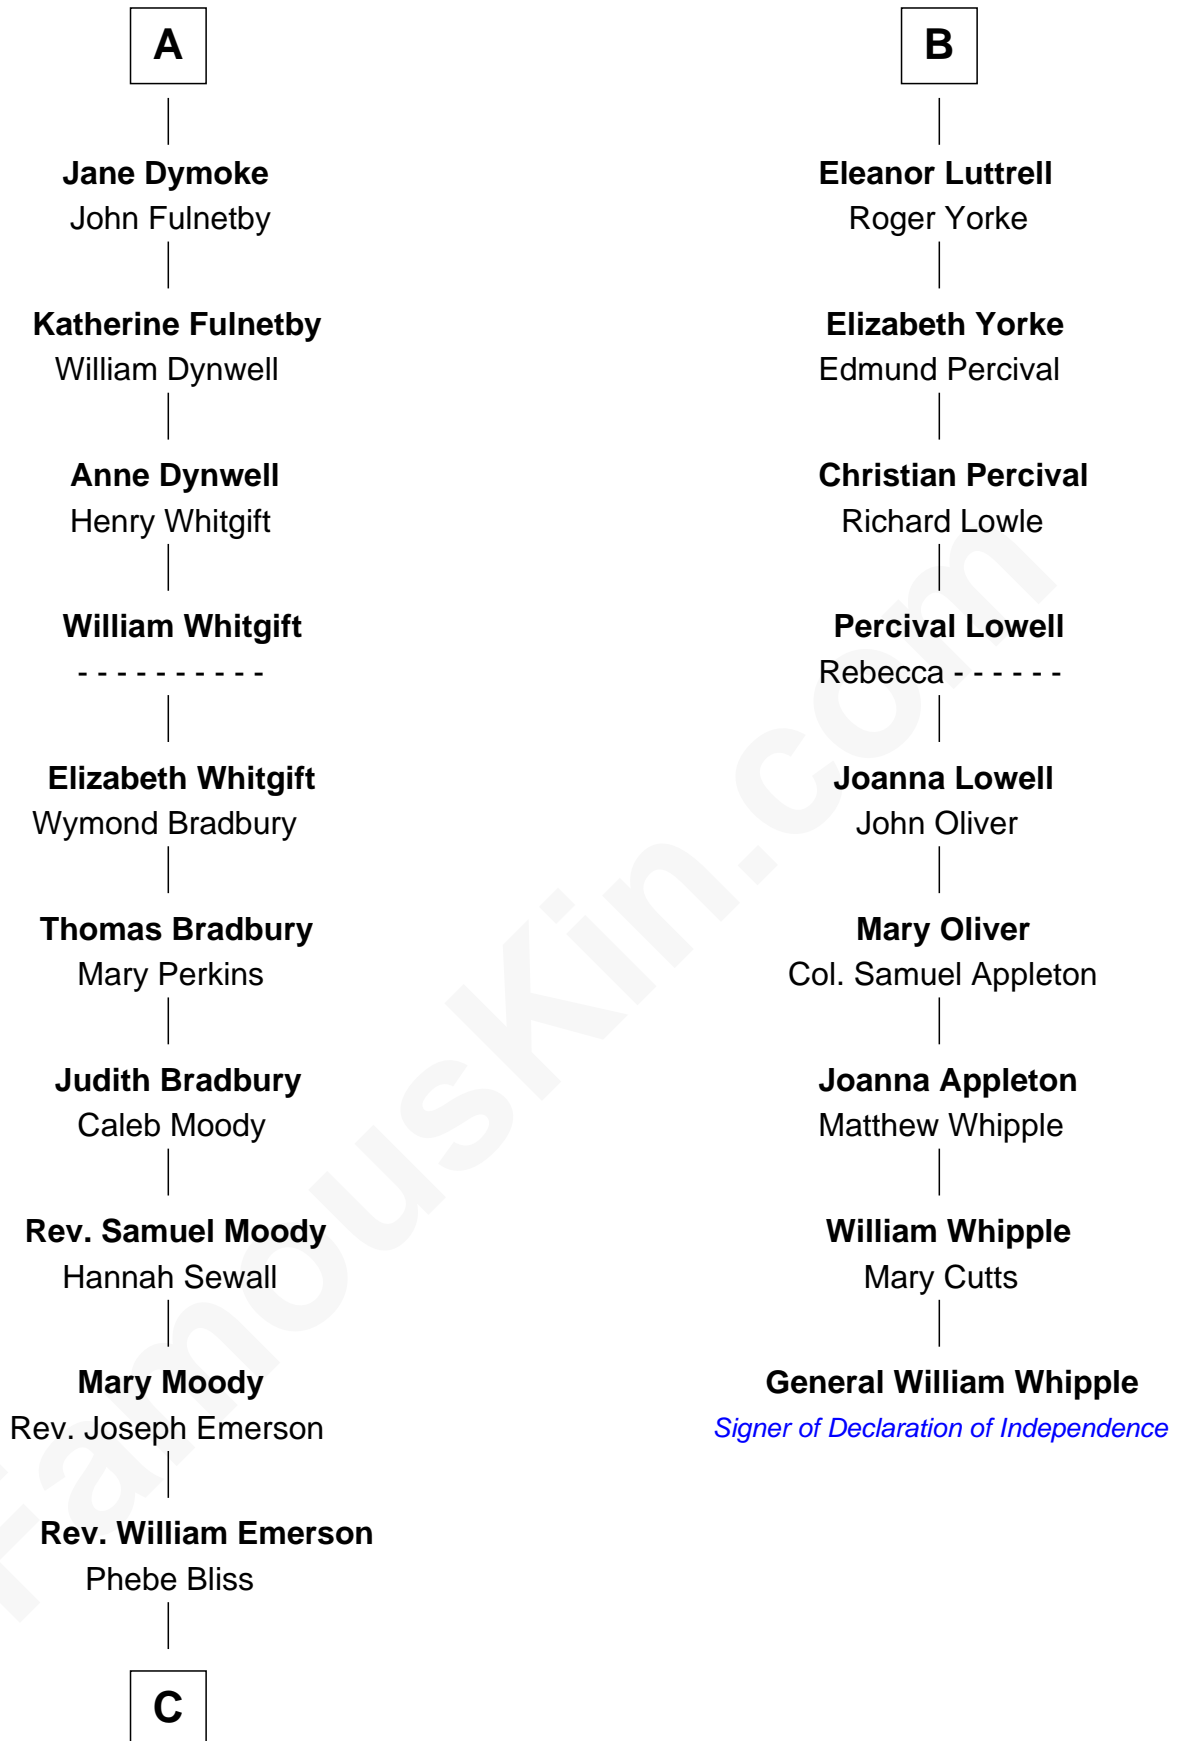 A
Jane Dymoke
John Fulnetby
Katherine Fulnetby
William Dynwell
Anne Dynwell
Henry Whitgift
William Whitgift
- - - - - - - - - -
Elizabeth Whitgift
Wymond Bradbury
Thomas Bradbury
Mary Perkins
Judith Bradbury
Caleb Moody
Rev. Samuel Moody
Hannah Sewall
Mary Moody
Rev. Joseph Emerson
Rev. William Emerson
Phebe Bliss
C
B
Eleanor Luttrell
Roger Yorke
Elizabeth Yorke
Edmund Percival
Christian Percival
Richard Lowle
Percival Lowell
Rebecca - - - - - -
Joanna Lowell
John Oliver
Mary Oliver
Col. Samuel Appleton
Joanna Appleton
Matthew Whipple
William Whipple
Mary Cutts
General William Whipple
Signer of Declaration of Independence
FamousKin.com